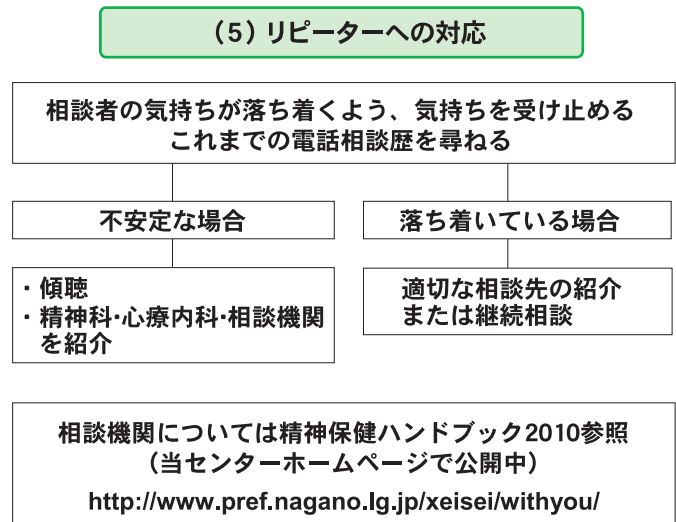 （5）リピーターへの対応
相談者の気持ちが落ち着くよう、気持ちを受け止める
これまでの電話相談歴を尋ねる
不安定な場合
落ち着いている場合
・傾聴
・精神科･心療内科･相談機関
を紹介
適切な相談先の紹介
または継続相談
相談機関については精神保健ハンドブック2010参照
（当センターホームページで公開中）
http://www.pref.nagano.lg.jp/xeisei/withyou/